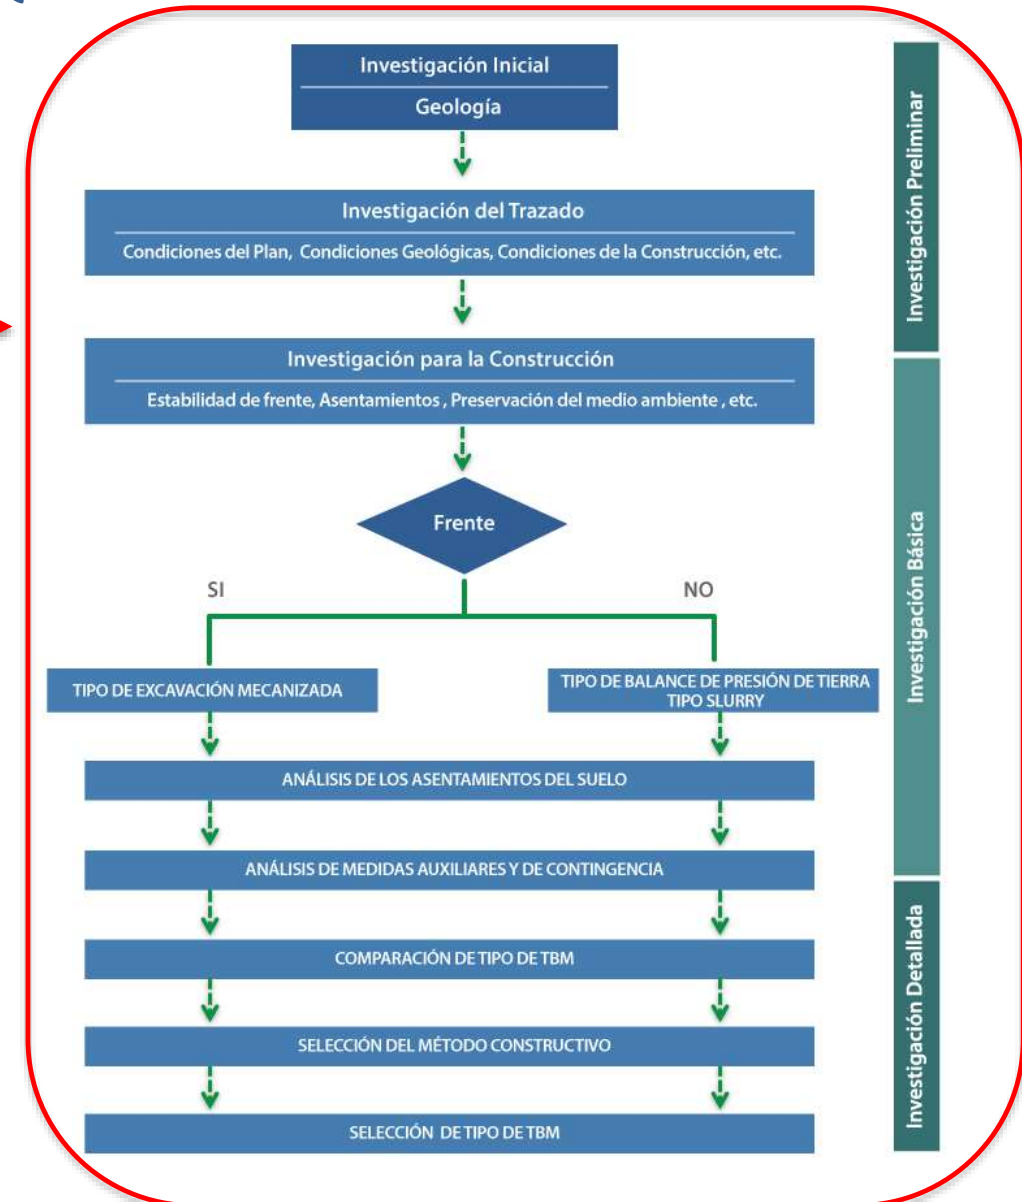 Investigación Inicial
Geología
Investigación del Trazado
Condiciones del Plan, Condiciones Geológicas, Condiciones de la Construcción, etc.
Investigación Preliminar
Investigación para la Construcción
Estabilidad de frente, Asentamientos , Preservación del medio ambiente , etc.
Frente
SI
NO
TIPO DE EXCAVACIÓN MECANIZADA
TIPO DE BALANCE DE PRESIÓN DE TIERRA
TIPO SLURRY
ANÁLISIS DE LOS ASENTAMIENTOS DEL SUELO
ANÁLISIS DE MEDIDAS AUXILIARES Y DE CONTINGENCIA
Investigación Básica
COMPARACIÓN DE TIPO DE TBM
SELECCIÓN DEL MÉTODO CONSTRUCTIVO
SELECCIÓN DE TIPO DE TBM
Investigación Detallada